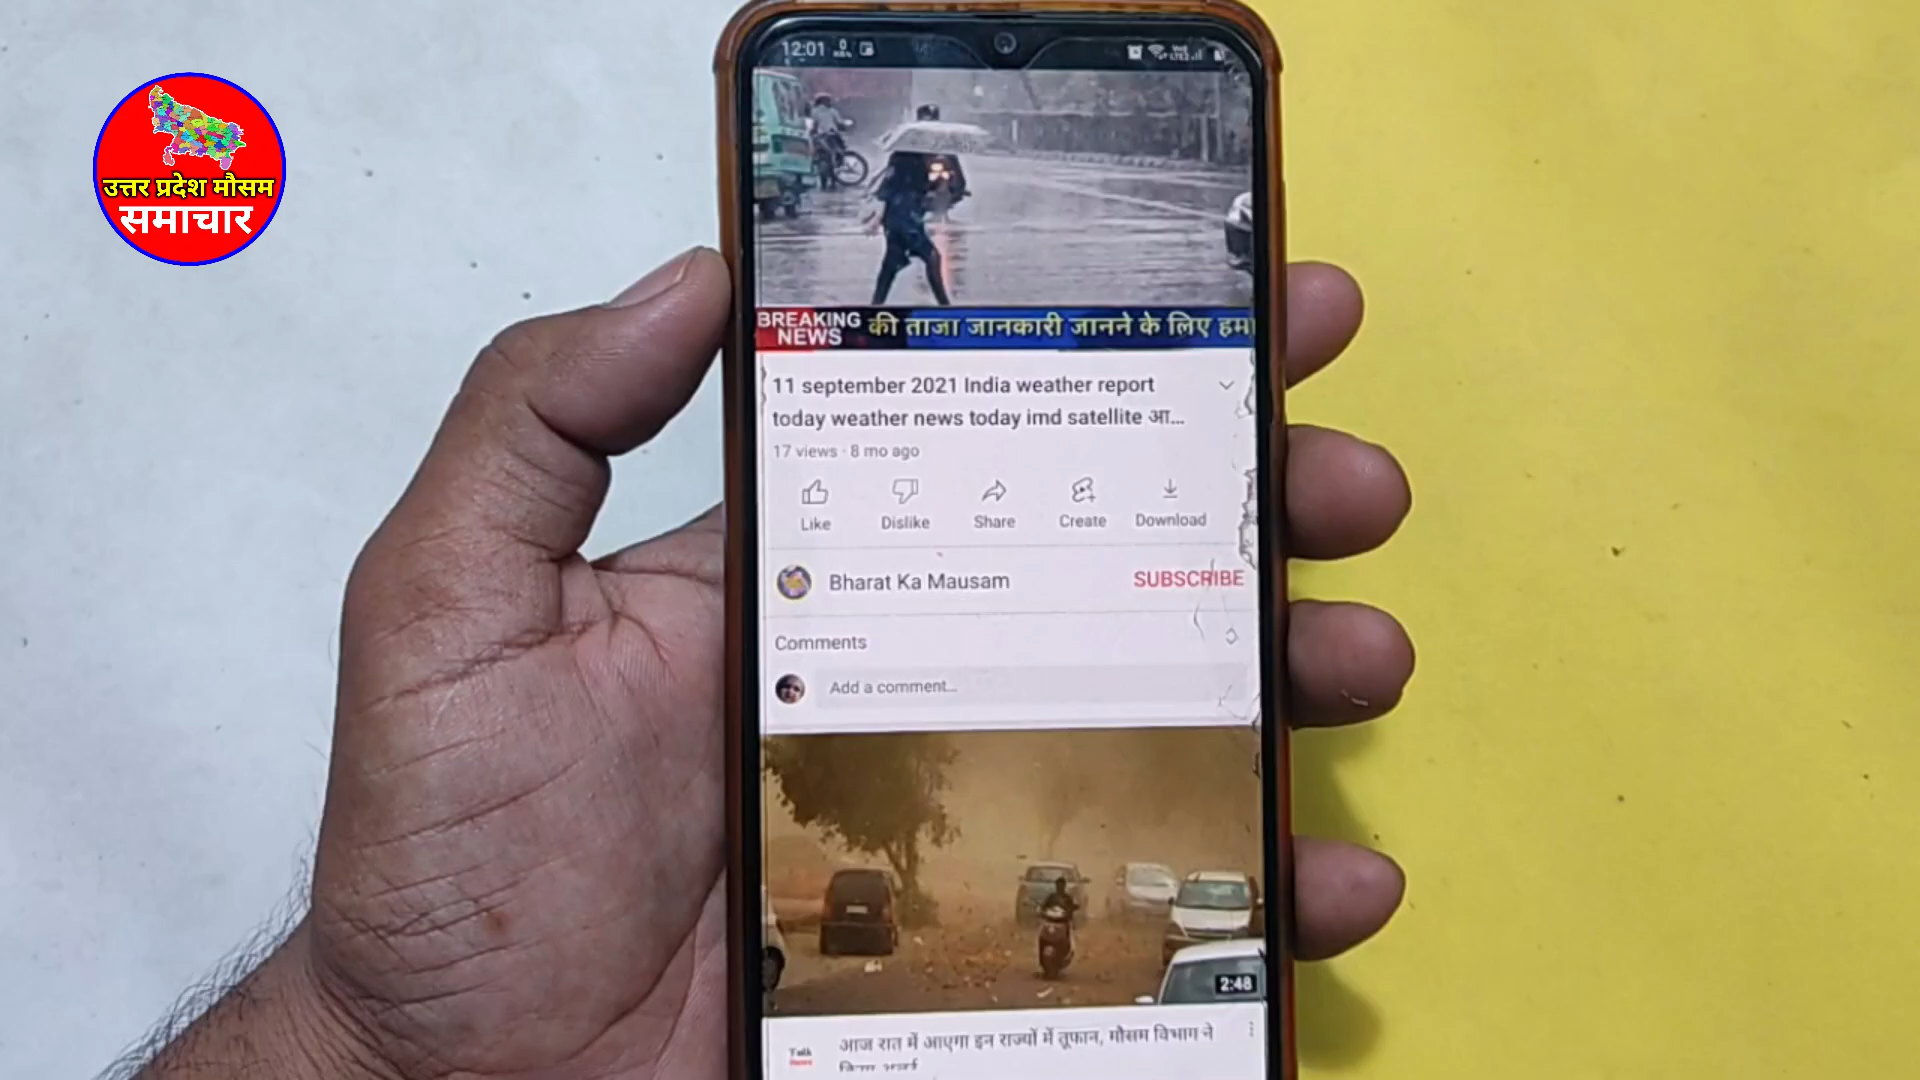 12:01
उत्तर प्रदेश मौसम
समाचार
BREAKING
NEWS
की ताजा जानकारी जानने के लिए हमा
11 september 2021 India weather report
today weather news today imd satellite आ...
17 views · 8 mo ago
Like
Dislike
Share
Create
Download
Bharat Ka Mausam
SUBSCRIBE
Comments
Add a comment...
2:48
Talk
News
आज रात में आएगा इन राज्यों में तूफान, मौसम विभाग ने